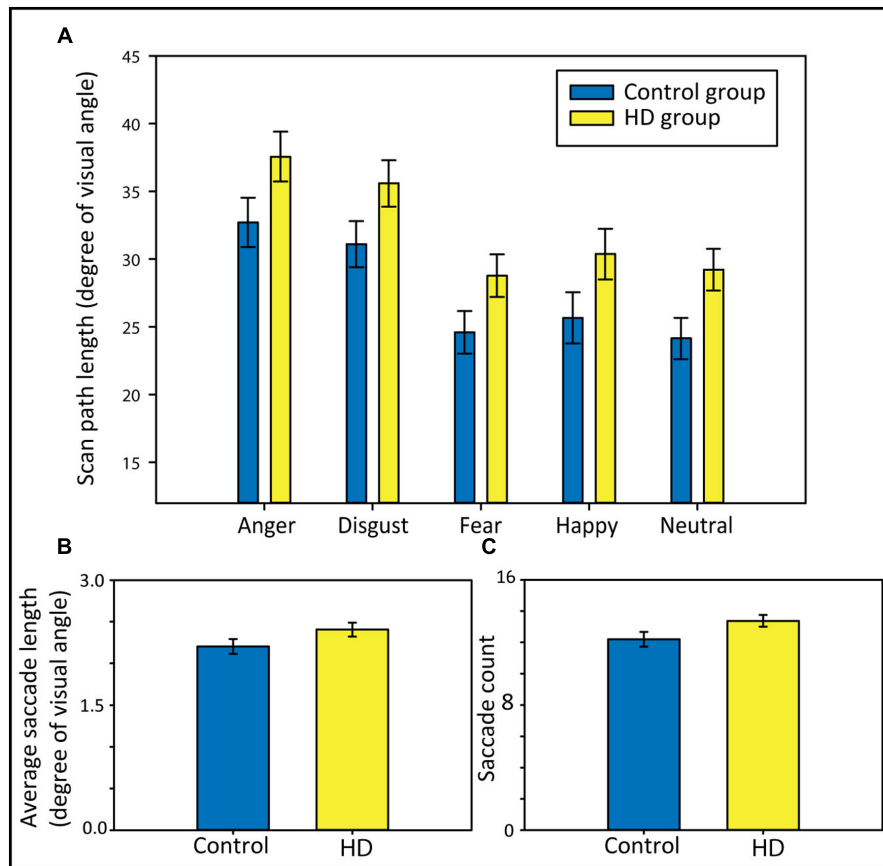 A
Scan path length (degree of visual angle)
45
40
35
30
25
20
15
Control group
HD group
Anger Disgust Fear Happy Neutral
B
Average saccade length
(degree of visual angle)
3.0
1.5
0.0
Control HD
C
Saccade count
16
8
0
Control HD